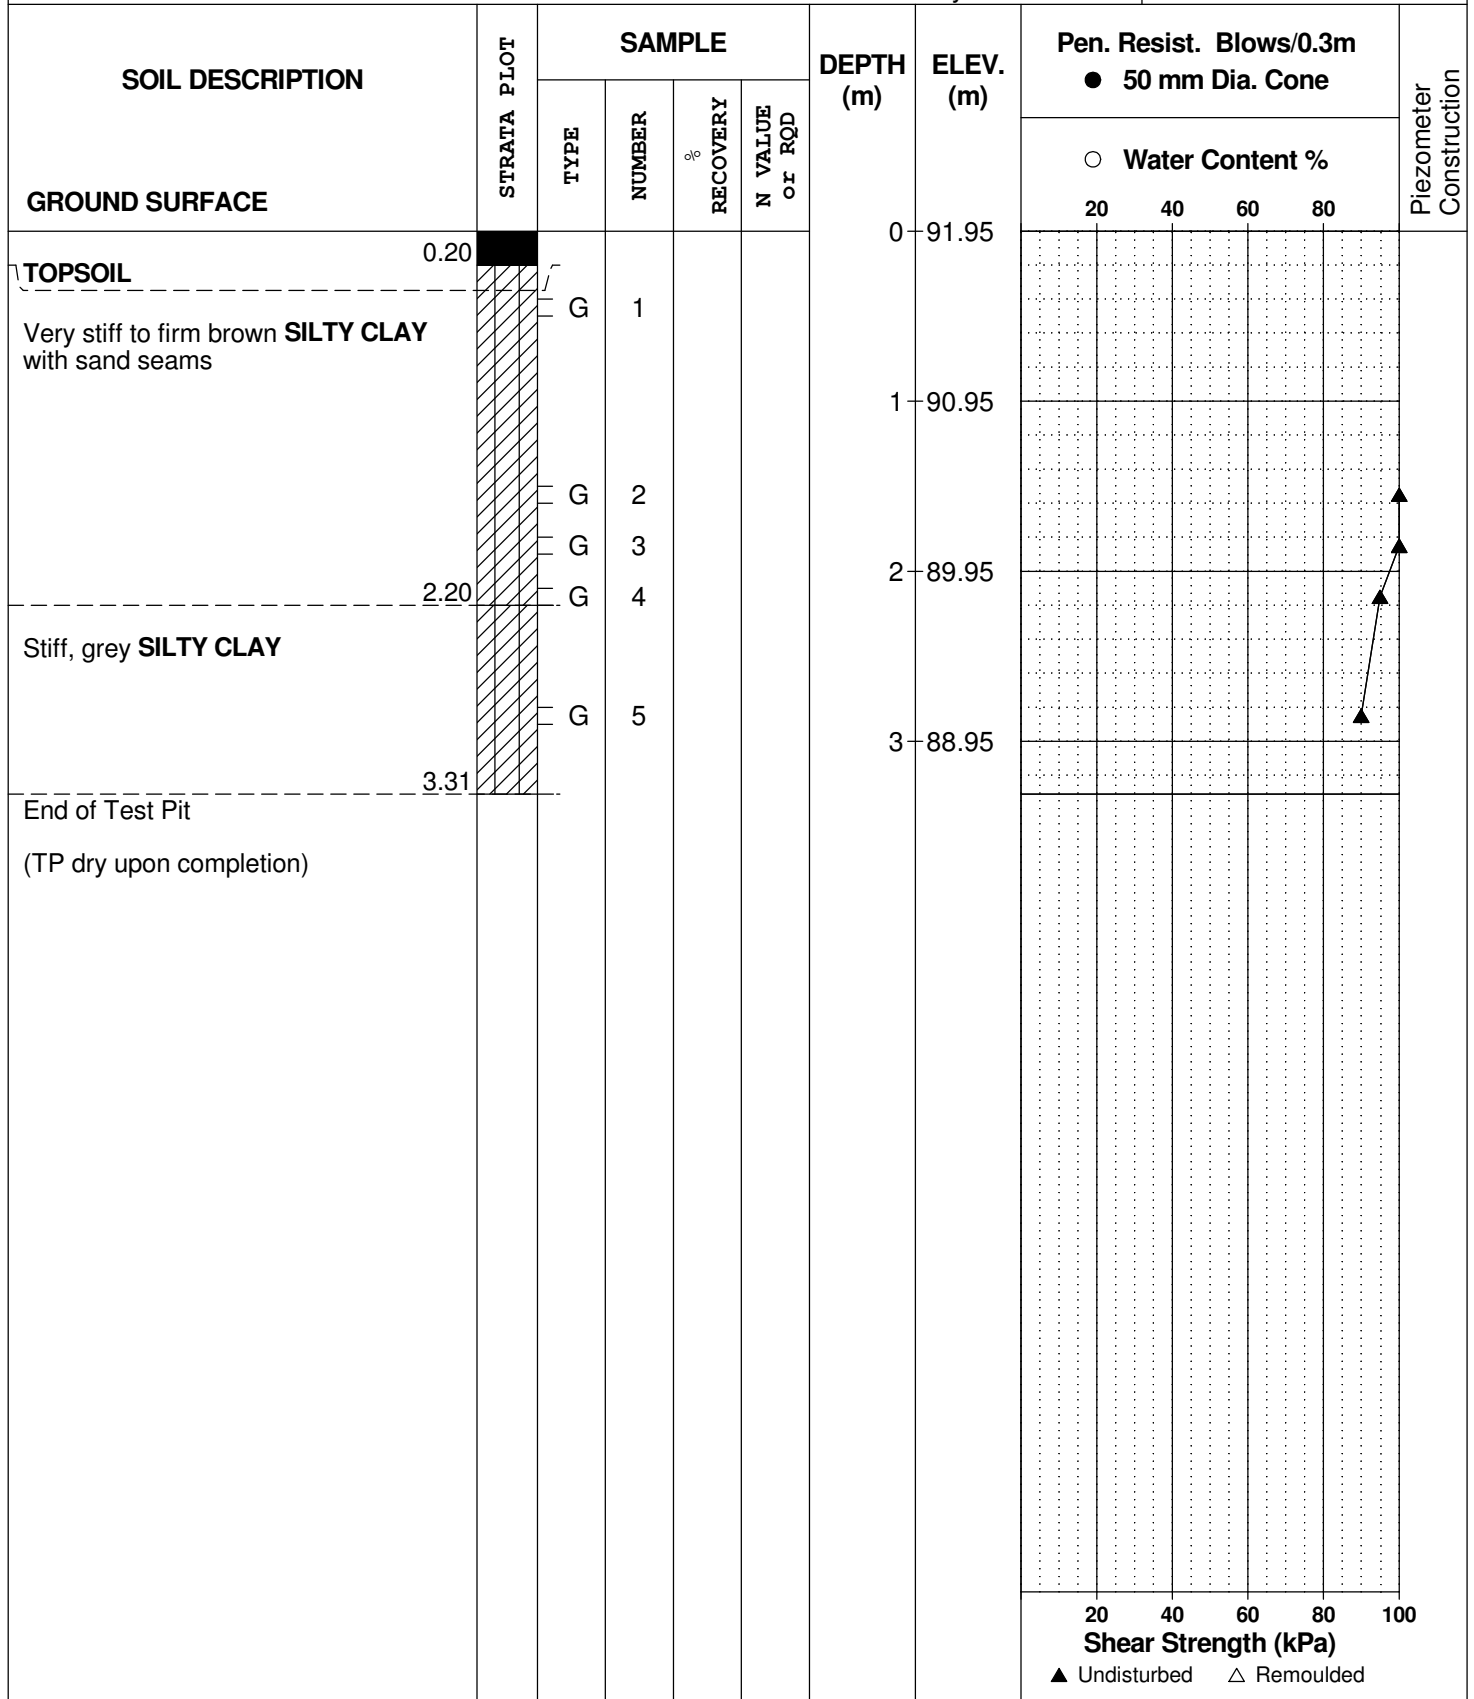 SOIL DESCRIPTION
GROUND SURFACE
STRATA PLOT
SAMPLE
TYPE
NUMBER
%
RECOVERY
N VALUE
or RQD
DEPTH
(m)
ELEV.
(m)
Pen. Resist. Blows/0.3m
● 50 mm Dia. Cone
○ Water Content %
20 40 60 80
Piezometer
Construction
0 91.95
0.20
TOPSOIL
G 1
Very stiff to firm brown SILTY CLAY
with sand seams
1 90.95
G 2
G 3
2 89.95
2.20
G 4
Stiff, grey SILTY CLAY
G 5
3 88.95
3.31
End of Test Pit
(TP dry upon completion)
20 40 60 80 100
Shear Strength (kPa)
▲ Undisturbed △ Remoulded